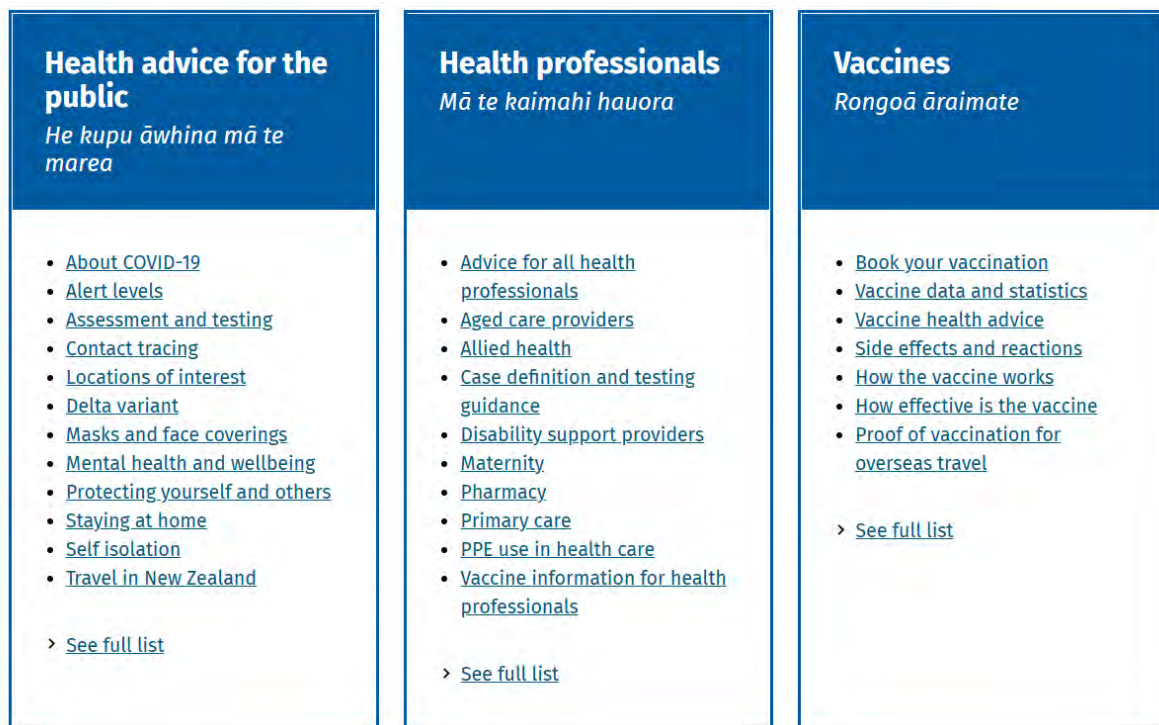 Health advice for the
public
He kupu āwhina mā te
marea
About COVID-19
Alert levels
Assessment and testing
Contact tracing
Locations of interest
Delta variant
Masks and face coverings
Mental health and wellbeing
Protecting yourself and others
Staying at home
Self isolation
Travel in New Zealand
See full list
Health professionals
Mā te kaimahi hauora
Advice for all health
professionals
Aged care providers
Allied health
Case definition and testing
guidance
Disability support providers
Maternity
Pharmacy
Primary care
PPE use in health care
Vaccine information for health
professionals
See full list
Vaccines
Rongoā āraimate
Book your vaccination
Vaccine data and statistics
Vaccine health advice
Side effects and reactions
How the vaccine works
How effective is the vaccine
Proof of vaccination for
overseas travel
See full list